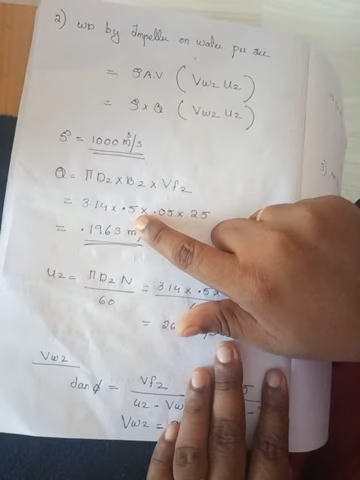 2) WD by Impeller on water per sec
= ρAV (Vw2 U2)
= ρ x Q (Vw2 U2)
ρ = 1000 m3/s
Q = ΠD2 x B2 x Vf2
= 3.14 x .5 x .05 x 25
= .1963 m
U2 = ΠD2 N / 60 = 3.14 x .5 x
= 26
Vw2
tan ϕ = Vf2 / U2 - Vw
Vw2 =